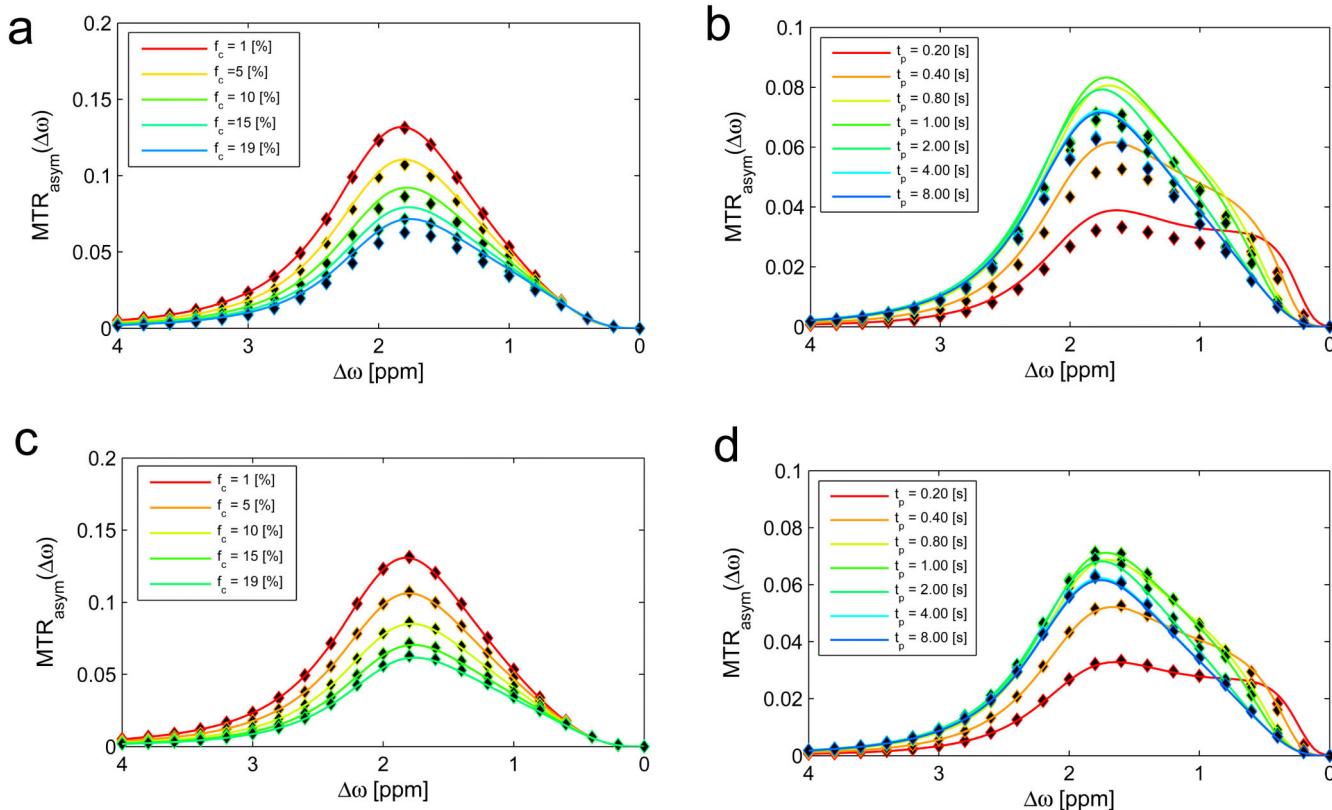 a
0.2
0.15
0.1
0.05
0
MTR_asym(Δω)
f_c = 1 [%]
f_c =5 [%]
f_c = 10 [%]
f_c =15 [%]
f_c = 19 [%]
4 3 2 1 0
Δω [ppm]
b
0.1
0.08
0.06
0.04
0.02
0
MTR_asym(Δω)
t_p = 0.20 [s]
t_p = 0.40 [s]
t_p = 0.80 [s]
t_p = 1.00 [s]
t_p = 2.00 [s]
t_p = 4.00 [s]
t_p = 8.00 [s]
4 3 2 1 0
Δω [ppm]
c
0.2
0.15
0.1
0.05
0
MTR_asym(Δω)
f_c = 1 [%]
f_c = 5 [%]
f_c = 10 [%]
f_c = 15 [%]
f_c = 19 [%]
4 3 2 1 0
Δω [ppm]
d
0.1
0.08
0.06
0.04
0.02
0
MTR_asym(Δω)
t_p = 0.20 [s]
t_p = 0.40 [s]
t_p = 0.80 [s]
t_p = 1.00 [s]
t_p = 2.00 [s]
t_p = 4.00 [s]
t_p = 8.00 [s]
4 3 2 1 0
Δω [ppm]